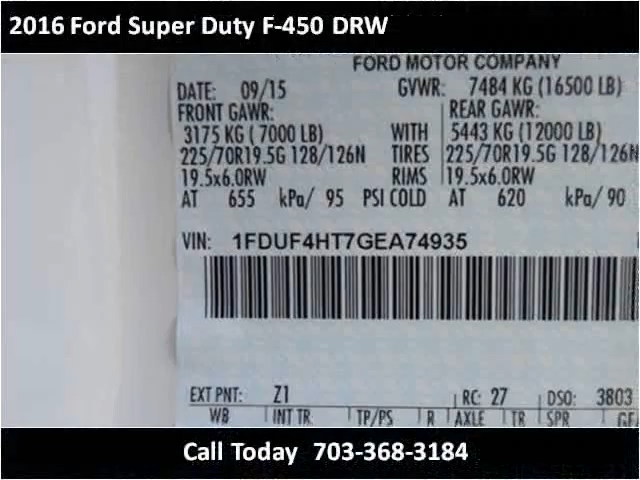 2016 Ford Super Duty F-450 DRW
FORD MOTOR COMPANY
DATE: 09/15 GVWR: 7484 KG (16500 LB)
FRONT GAWR: REAR GAWR:
3175 KG ( 7000 LB) WITH 5443 KG (12000 LB)
225/70R19.5G 128/126N TIRES 225/70R19.5G 128/126N
19.5x6.0RW RIMS 19.5x6.0RW
AT 655 kPa/ 95 PSI COLD AT 620 kPa/ 90
VIN: 1FDUF4HT7GEA74935
EXT PNT: Z1 RC: 27 DSO: 3803
WB INT TR TP/PS R AXLE TR SPR
Call Today 703-368-3184